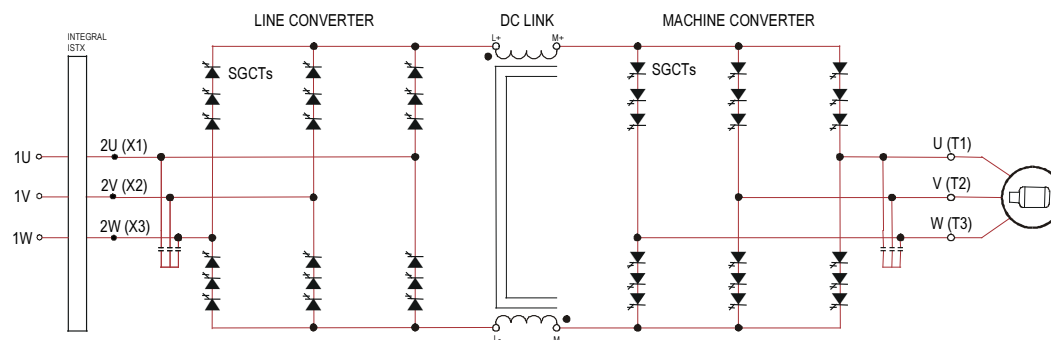 LINE CONVERTER
DC LINK
MACHINE CONVERTER
INTEGRAL
ISTX
L+
M+
SGCTs
SGCTs
1U
2U (X1)
U (T1)
1V
2V (X2)
V (T2)
1W
2W (X3)
W (T3)
L-